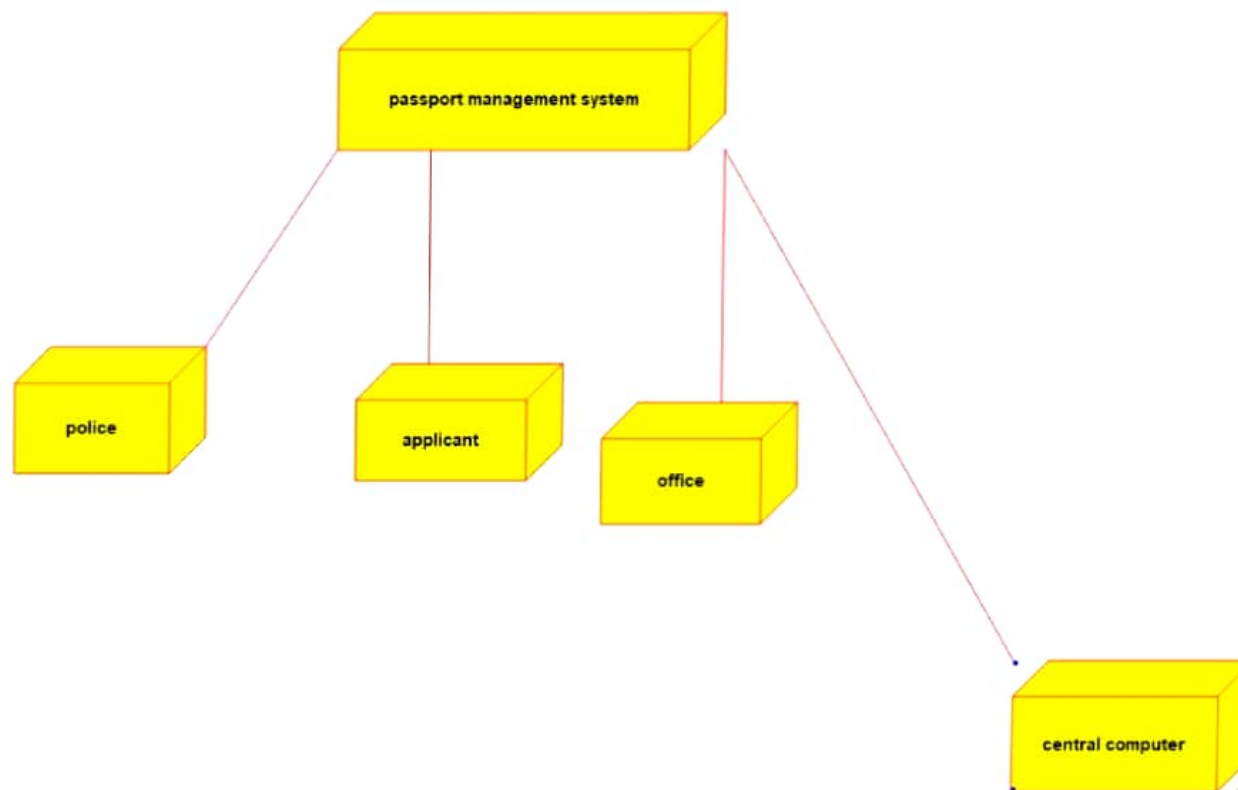 passport management system
police
applicant
office
central computer